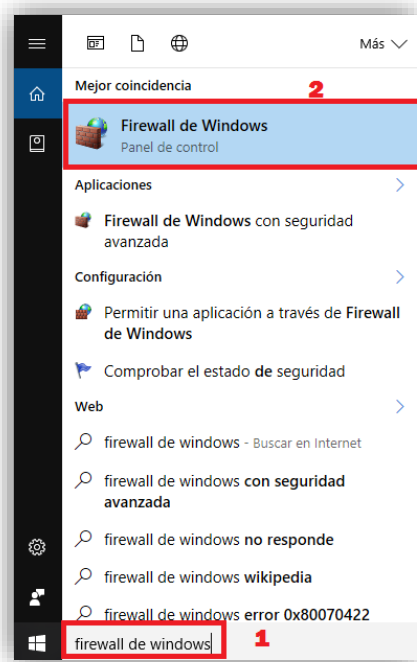 Más
Mejor coincidencia
2
Firewall de Windows
Panel de control
Aplicaciones
Firewall de Windows con seguridad
avanzada
Configuración
Permitir una aplicación a través de Firewall
de Windows
Comprobar el estado de seguridad
Web
firewall de windows - Buscar en Internet
firewall de windows con seguridad
avanzada
firewall de windows no responde
firewall de windows wikipedia
firewall de windows error 0x80070422
firewall de windows
1